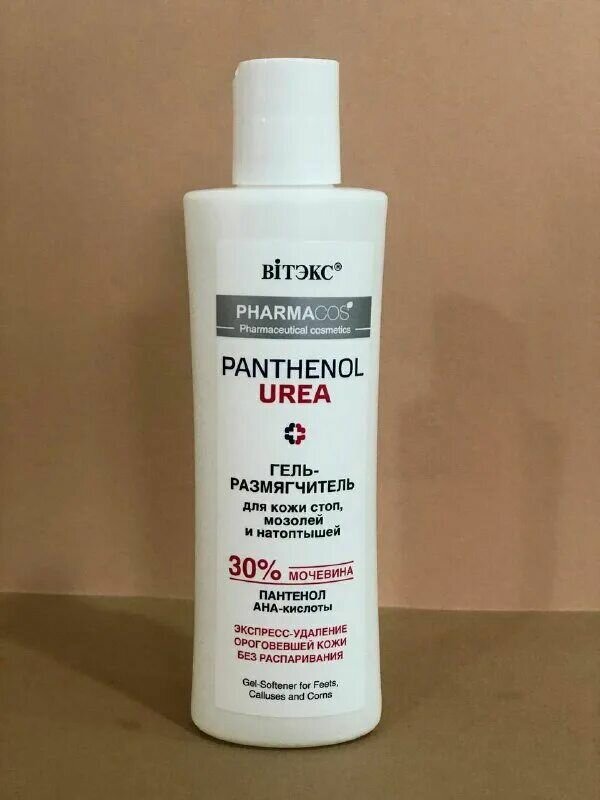 ВІТЭКС®
PHARMACOS
Pharmaceutical cosmetics
PANTHENOL
UREA
ГЕЛЬ-
РАЗМЯГЧИТЕЛЬ
для кожи стоп,
мозолей
и натоптышей
30% МОЧЕВИНА
ПАНТЕНОЛ
АНА-кислоты
ЭКСПРЕСС-УДАЛЕНИЕ
ОРОГОВЕВШЕЙ КОЖИ
БЕЗ РАСПАРИВАНИЯ
Gel-Softener for Feets,
Calluses and Corns